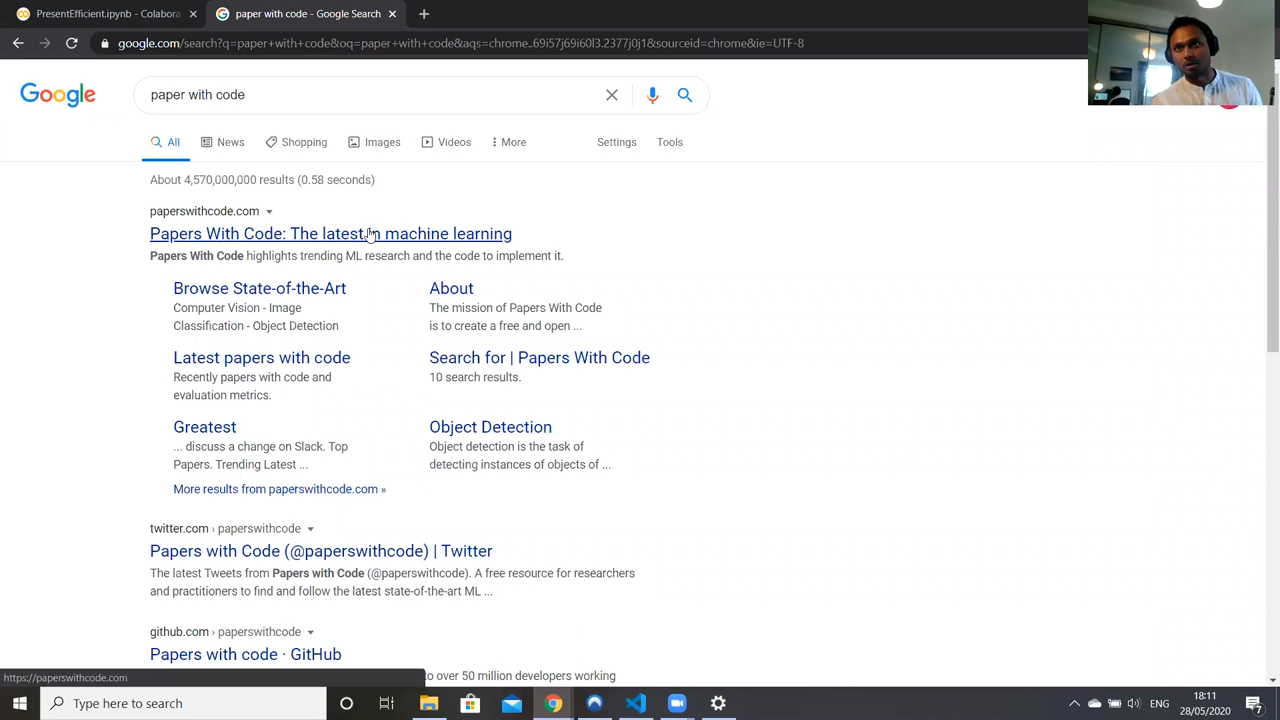 PresentEfficient.ipynb - Colabora
paper with code - Google Search
google.com/search?q=paper+with+code&oq=paper+with+code&aqs=chrome..69i57j69i60l3.2377j0j1&sourceid=chrome&ie=UTF-8
Google
paper with code
All
News
Shopping
Images
Videos
More
Settings
Tools
About 4,570,000,000 results (0.58 seconds)
paperswithcode.com
Papers With Code: The latest in machine learning
Papers With Code highlights trending ML research and the code to implement it.
Browse State-of-the-Art
Computer Vision - Image
Classification - Object Detection
About
The mission of Papers With Code
is to create a free and open ...
Latest papers with code
Recently papers with code and
evaluation metrics.
Search for | Papers With Code
10 search results.
Greatest
... discuss a change on Slack. Top
Papers. Trending Latest ...
Object Detection
Object detection is the task of
detecting instances of objects of ...
More results from paperswithcode.com »
twitter.com › paperswithcode
Papers with Code (@paperswithcode) | Twitter
The latest Tweets from Papers with Code (@paperswithcode). A free resource for researchers
and practitioners to find and follow the latest state-of-the-art ML ...
github.com › paperswithcode
Papers with code · GitHub
to over 50 million developers working
https://paperswithcode.com
Type here to search
ENG
18:11
28/05/2020
7